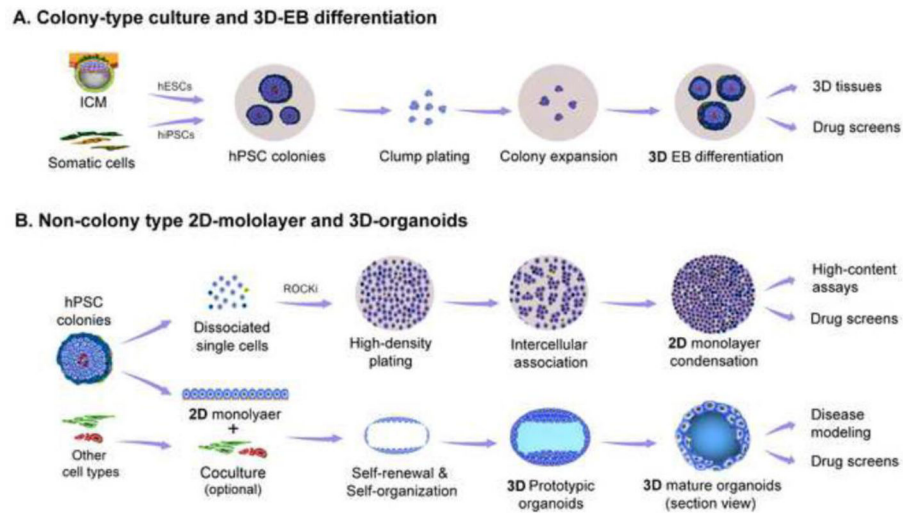 A. Colony-type culture and 3D-EB differentiation
ICM
hESCs
hiPSCs
Somatic cells
hPSC colonies
Clump plating
Colony expansion
3D EB differentiation
3D tissues
Drug screens
B. Non-colony type 2D-mololayer and 3D-organoids
hPSC
colonies
Dissociated
single cells
ROCKi
High-density
plating
Intercellular
association
2D monolayer
condensation
High-content
assays
Drug screens
Other
cell types
2D monolyaer
+
Coculture
(optional)
Self-renewal &
Self-organization
3D Prototypic
organoids
3D mature organoids
(section view)
Disease
modeling
Drug screens